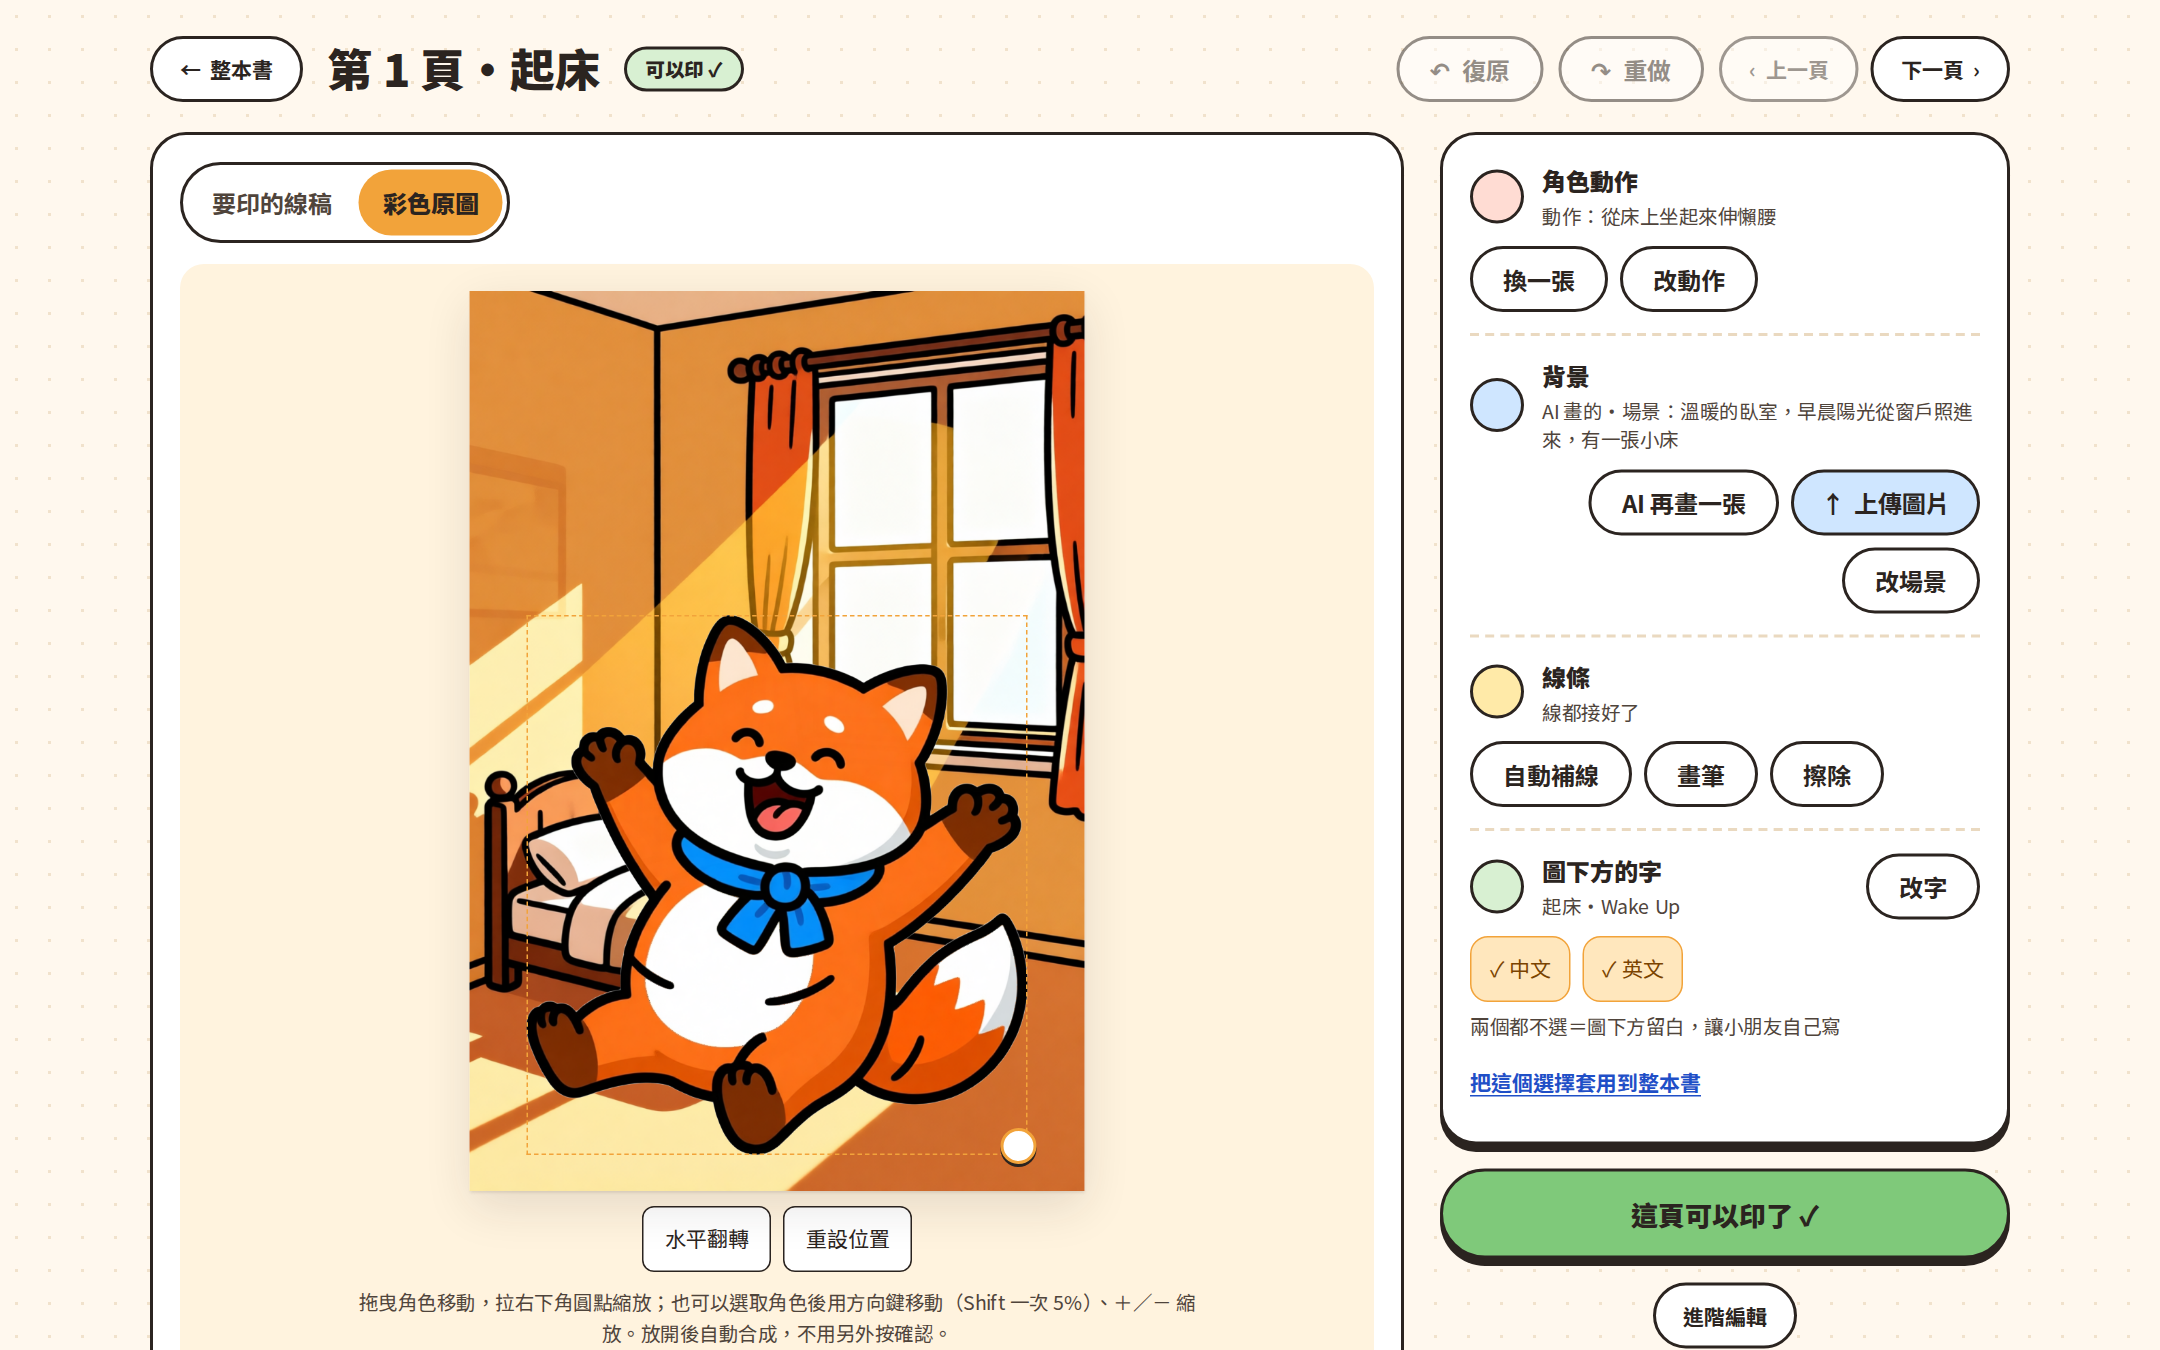 ← 整本書
第 1 頁・起床
可以印 ✓
↶ 復原
↷ 重做
‹ 上一頁
下一頁 ›
要印的線稿
彩色原圖
水平翻轉
重設位置
拖曳角色移動，拉右下角圓點縮放；也可以選取角色後用方向鍵移動（Shift 一次 5%）、＋／－ 縮
放。放開後自動合成，不用另外按確認。
角色動作
動作：從床上坐起來伸懶腰
換一張
改動作
背景
AI 畫的・場景：溫暖的臥室，早晨陽光從窗戶照進
來，有一張小床
AI 再畫一張
↑ 上傳圖片
改場景
線條
線都接好了
自動補線
畫筆
擦除
圖下方的字
起床・Wake Up
改字
✓ 中文
✓ 英文
兩個都不選＝圖下方留白，讓小朋友自己寫
把這個選擇套用到整本書
這頁可以印了 ✓
進階編輯